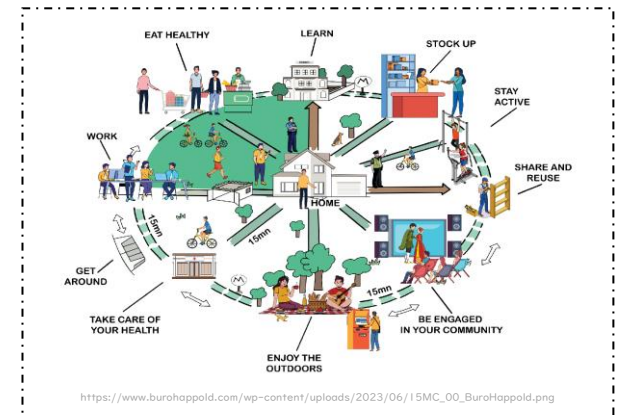 EAT HEALTHY
LEARN
STOCK UP
STAY
ACTIVE
WORK
SHARE AND
REUSE
HOME
15mn
15mn
15mn
GET
AROUND
TAKE CARE OF
YOUR HEALTH
BE ENGAGED
IN YOUR COMMUNITY
ENJOY THE
OUTDOORS
M
M
https://www.burohappold.com/wp-content/uploads/2023/06/15MC_00_BuroHappold.png